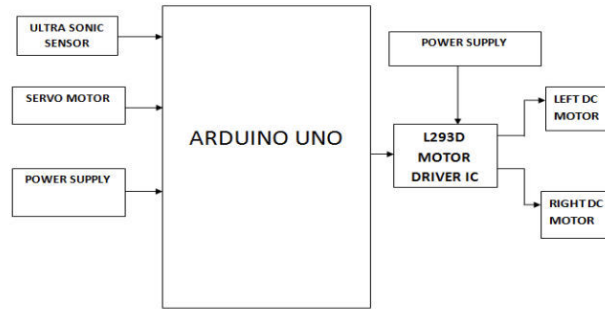 ULTRA SONIC
SENSOR
SERVO MOTOR
POWER SUPPLY
ARDUINO UNO
POWER SUPPLY
L293D
MOTOR
DRIVER IC
LEFT DC
MOTOR
RIGHT DC
MOTOR